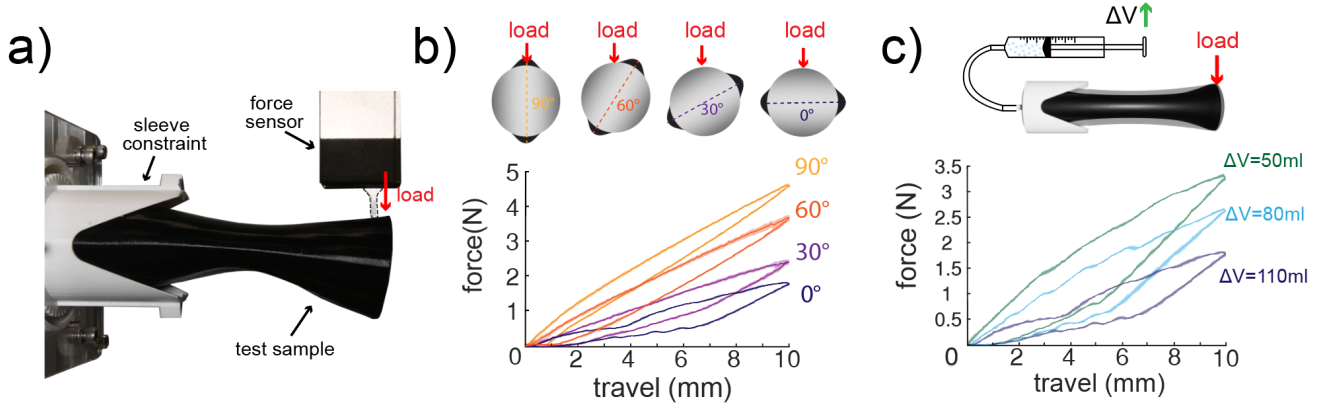 a)
sleeve
constraint
force
sensor
load
test sample
b)
load
load
load
load
90°
60°
30°
0°
force(N)
5
4
3
2
1
0
2
4
6
8
10
travel (mm)
90°
60°
30°
0°
c)
ΔV
load
force (N)
3.5
3
2.5
2
1.5
1
0.5
0
2
4
6
8
10
travel (mm)
ΔV=50ml
ΔV=80ml
ΔV=110ml